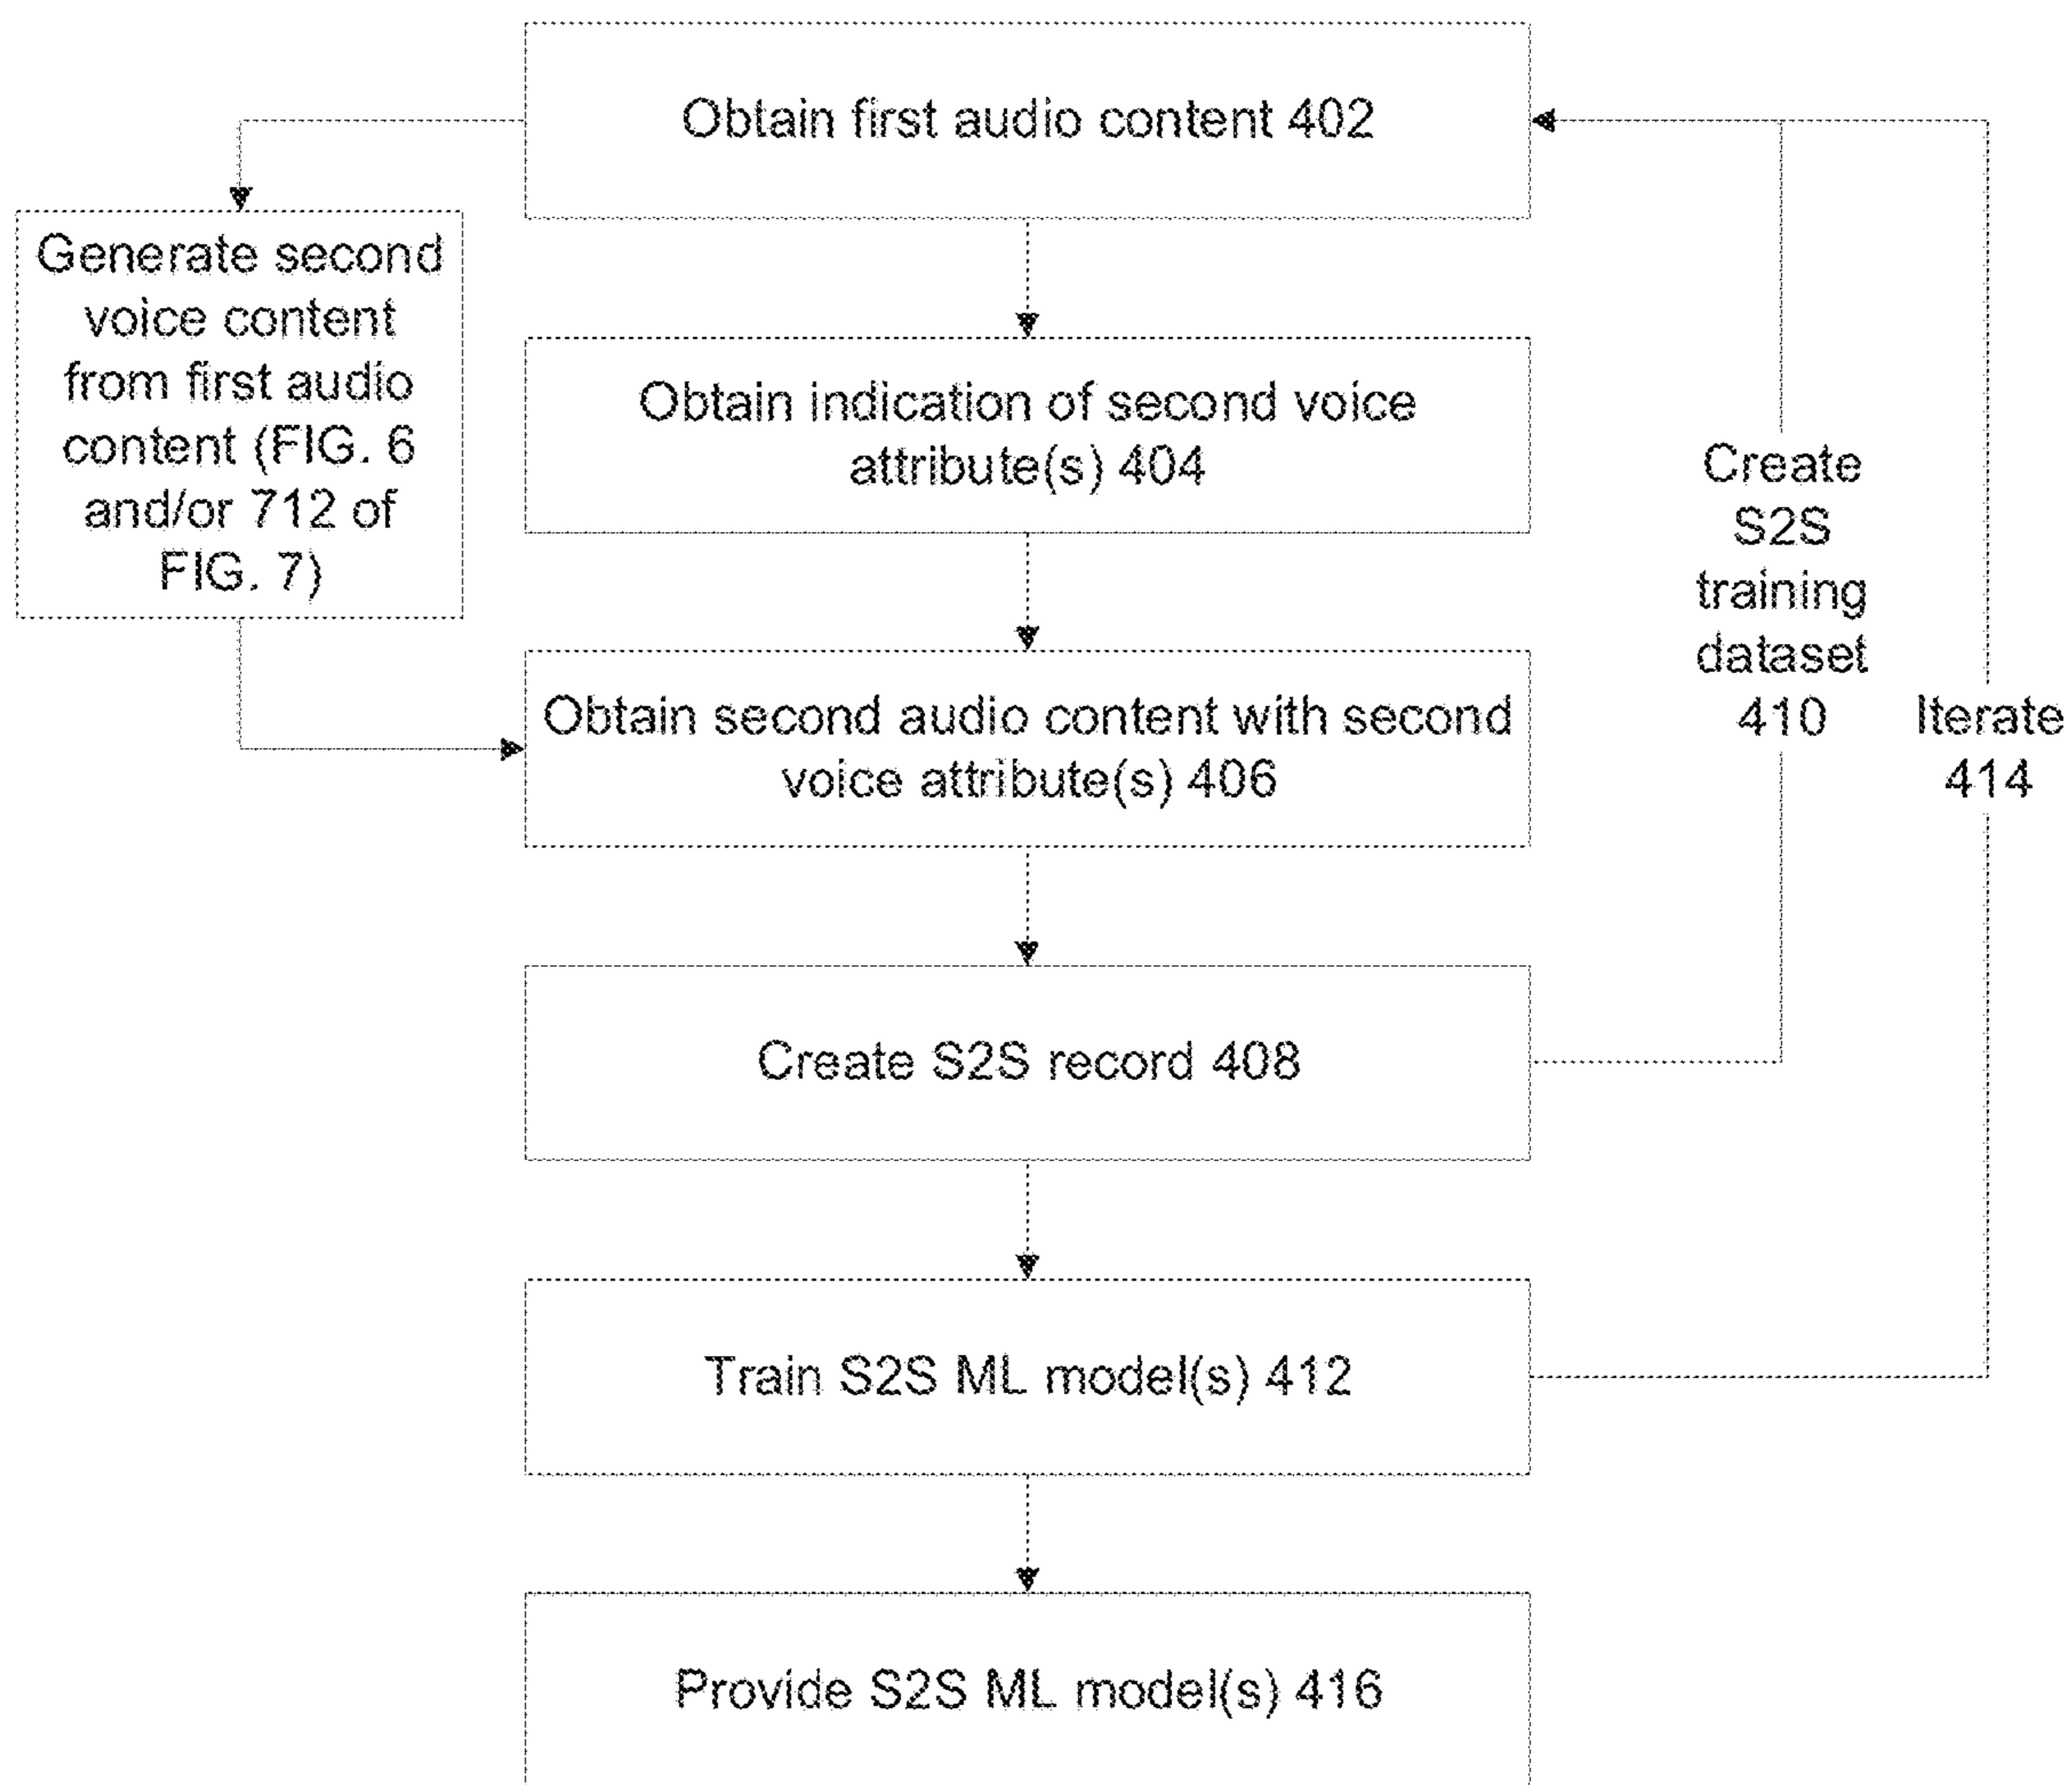 Obtain first audio content 402
Generate second
voice content
from first audio
content (FIG. 6
and/or 712 of
FIG. 7)
Obtain indication of second voice
attribute(s) 404
Obtain second audio content with second
voice attribute(s) 406
Create S2S record 408
Create
S2S
training
dataset
410
Iterate
414
Train S2S ML model(s) 412
Provide S2S ML model(s) 416